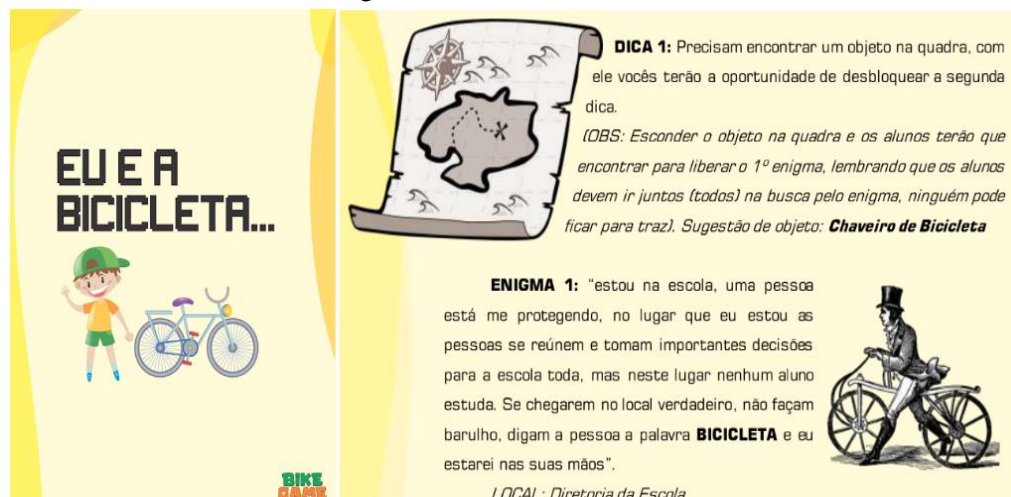 EU E A
BICICLETA...
BIKE
GAME
DICA 1: Precisam encontrar um objeto na quadra, com
ele vocês terão a oportunidade de desbloquear a segunda
dica.
(OBS: Esconder o objeto na quadra e os alunos terão que
encontrar para liberar o 1º enigma, lembrando que os alunos
devem ir juntos (todos) na busca pelo enigma, ninguém pode
ficar para traz). Sugestão de objeto: Chaveiro de Bicicleta
ENIGMA 1: “estou na escola, uma pessoa
está me protegendo, no lugar que eu estou as
pessoas se reúnem e tomam importantes decisões
para a escola toda, mas neste lugar nenhum aluno
estuda. Se chegarem no local verdadeiro, não façam
barulho, digam a pessoa a palavra BICICLETA e eu
estarei nas suas mãos”.
LOCAL: Diretoria da Escola